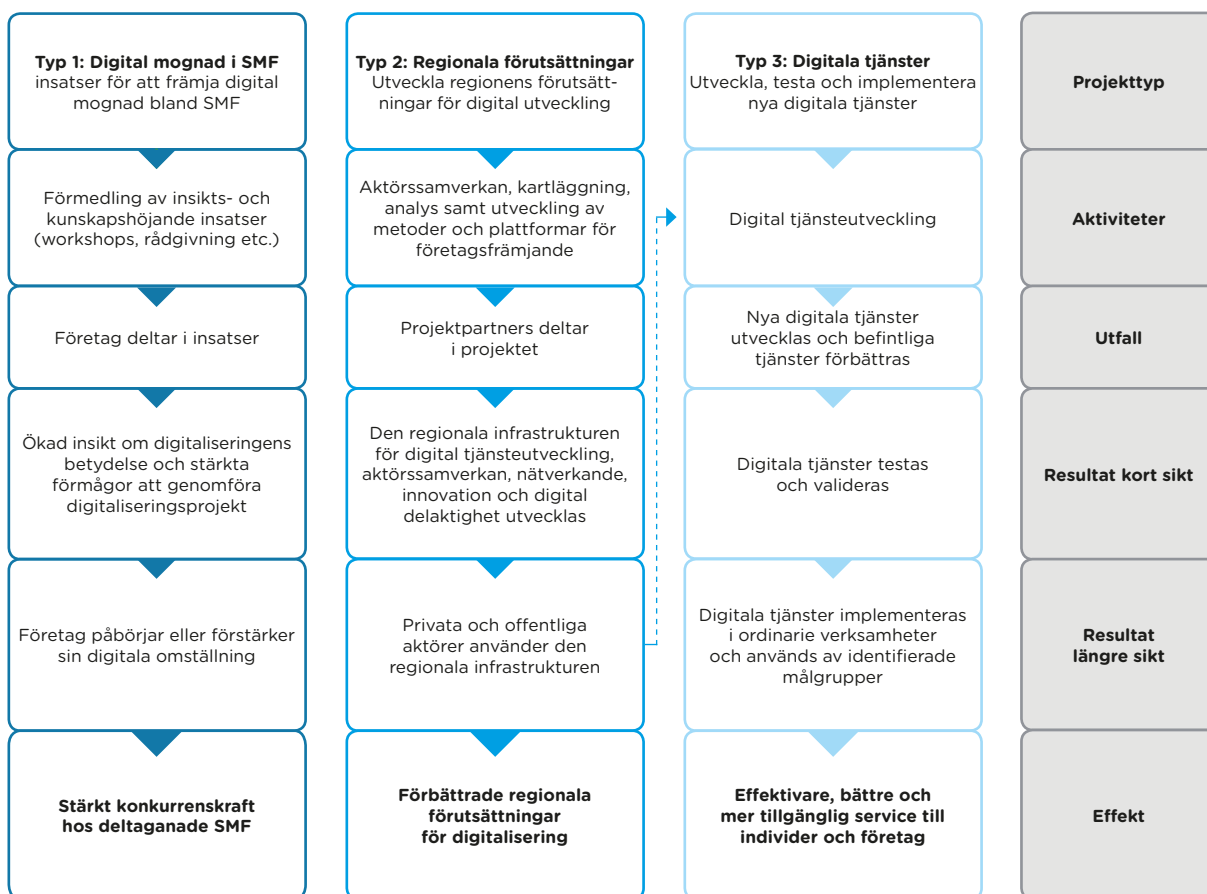 Typ 1: Digital mognad i SMF
insatser för att främja digital
mognad bland SMF
Typ 2: Regionala förutsättningar
Utveckla regionens förutsätt-
ningar för digital utveckling
Typ 3: Digitala tjänster
Utveckla, testa och implementera
nya digitala tjänster
Projekttyp
Förmedling av insikts- och
kunskapshöjande insatser
(workshops, rådgivning etc.)
Aktörssamverkan, kartläggning,
analys samt utveckling av
metoder och plattformar för
företagsfrämjande
Digital tjänsteutveckling
Aktiviteter
Företag deltar i insatser
Projektpartners deltar
i projektet
Nya digitala tjänster
utvecklas och befintliga
tjänster förbättras
Utfall
Ökad insikt om digitaliseringens
betydelse och stärkta
förmågor att genomföra
digitaliseringsprojekt
Den regionala infrastrukturen
för digital tjänsteutveckling,
aktörssamverkan, nätverkande,
innovation och digital
delaktighet utvecklas
Digitala tjänster testas
och valideras
Resultat kort sikt
Företag påbörjar eller förstärker
sin digitala omställning
Privata och offentliga
aktörer använder den
regionala infrastrukturen
Digitala tjänster implementeras
i ordinarie verksamheter
och används av identifierade
målgrupper
Resultat
längre sikt
Stärkt konkurrenskraft
hos deltaganade SMF
Förbättrade regionala
förutsättningar
för digitalisering
Effektivare, bättre och
mer tillgänglig service till
individer och företag
Effekt